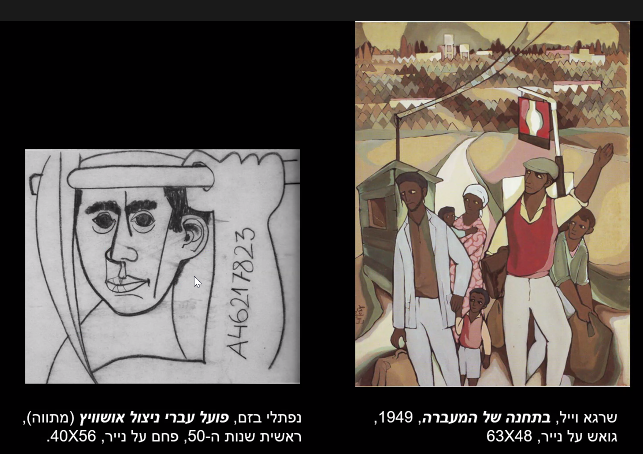 A46217823
שרגא וייל, בתחנה של המעברה, 1949,
גואש על נייר, 63X48
נפתלי בזם, פועל עברי ניצול אושוויץ (מתווה),
ראשית שנות ה-50, פחם על נייר, 40X56.